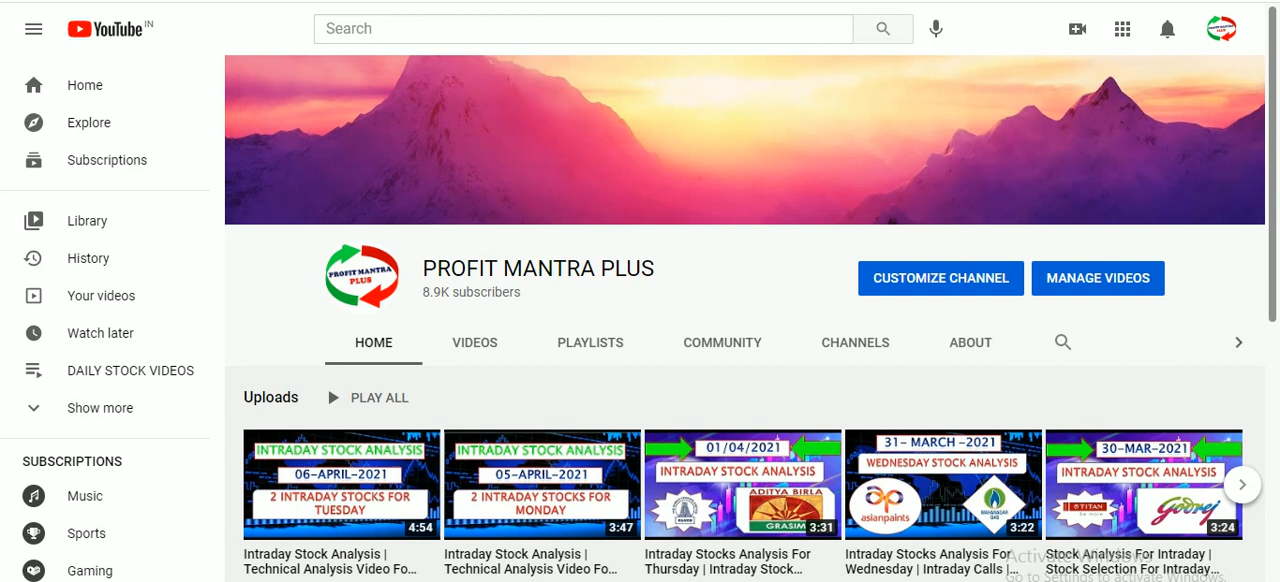 YouTube IN
Search
Home
Explore
Subscriptions
Library
History
Your videos
Watch later
DAILY STOCK VIDEOS
Show more
SUBSCRIPTIONS
Music
Sports
Gaming
PROFIT MANTRA
PLUS
PROFIT MANTRA PLUS
8.9K subscribers
CUSTOMIZE CHANNEL
MANAGE VIDEOS
HOME VIDEOS PLAYLISTS COMMUNITY CHANNELS ABOUT
Uploads PLAY ALL
INTRADAY STOCK ANALYSIS
06-APRIL-2021
2 INTRADAY STOCKS FOR
TUESDAY
4:54
Intraday Stock Analysis |
Technical Analysis Video Fo...
INTRADAY STOCK ANALYSIS
05-APRIL-2021
2 INTRADAY STOCKS FOR
MONDAY
3:47
Intraday Stock Analysis |
Technical Analysis Video Fo...
01/04/2021
INTRADAY STOCK ANALYSIS
ADITYA BIRLA
GRASIM
3:31
Intraday Stocks Analysis For
Thursday | Intraday Stock...
31- MARCH -2021
WEDNESDAY STOCK ANALYSIS
asianpaints
MAHANAGAR
GAS
3:22
Intraday Stocks Analysis For
Wednesday | Intraday Calls |...
30-MAR-2021
INTRADAY STOCK ANALYSIS
TITAN
Godrej
3:24
Stock Analysis For Intraday |
Stock Selection For Intraday...
Activate Windows
Go to Settings to activate Windows.